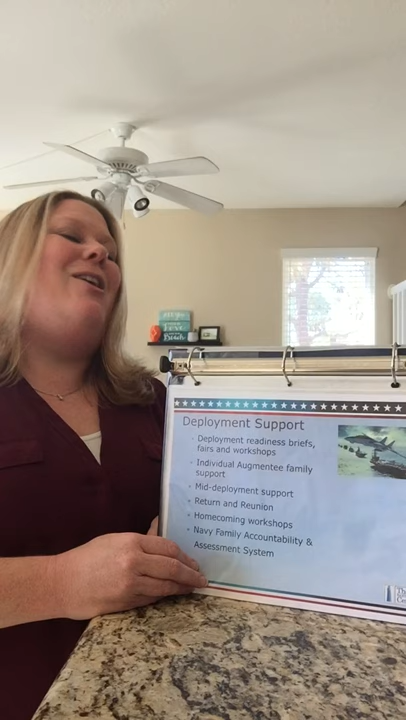 Deployment Support
Deployment readiness briefs,
fairs and workshops
Individual Augmentee family
support
Mid-deployment support
Return and Reunion
Homecoming workshops
Navy Family Accountability &
Assessment System